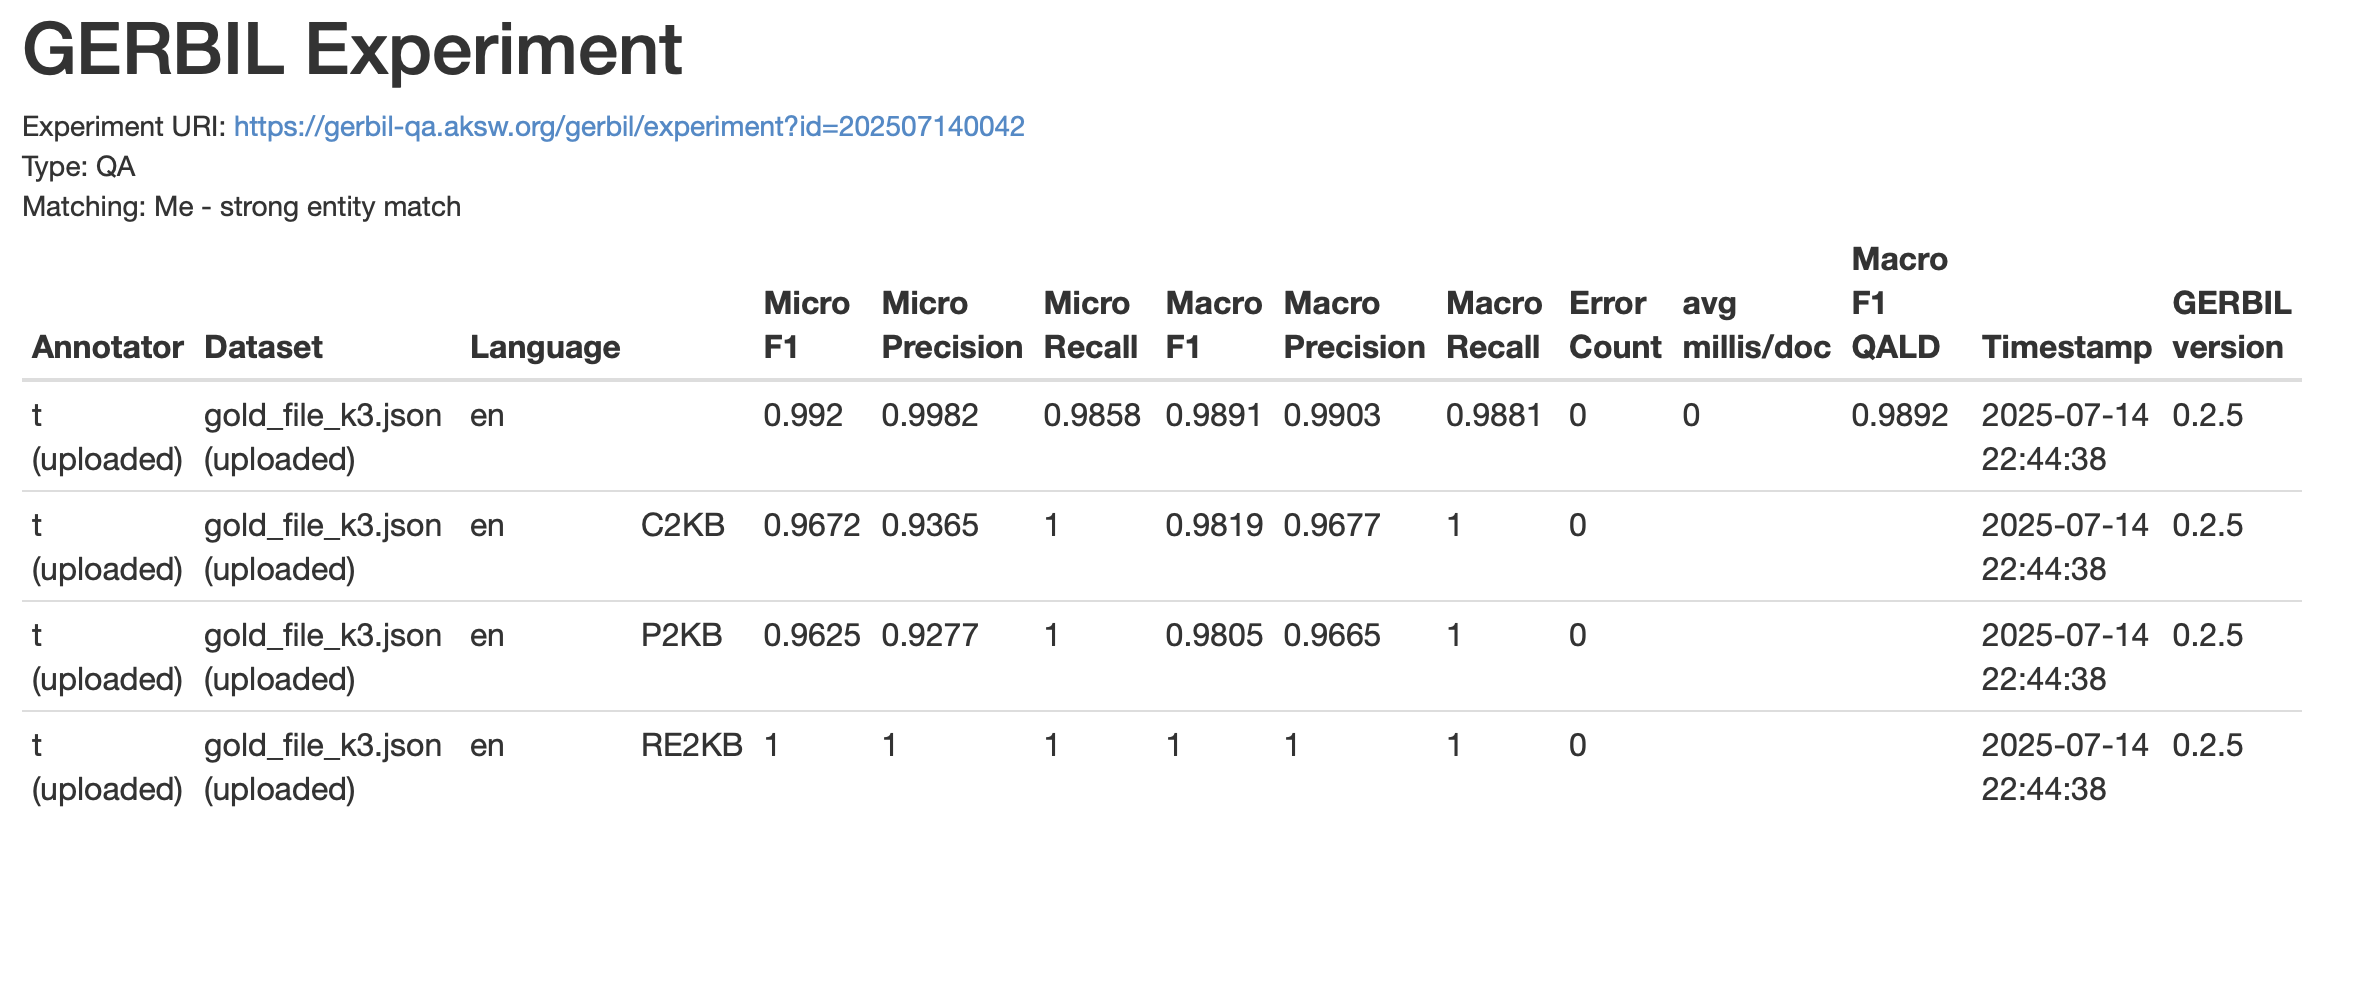 GERBIL Experiment
Experiment URI: https://gerbil-qa.aksw.org/gerbil/experiment?id=202507140042
Type: QA
Matching: Me - strong entity match
Annotator Dataset Language Micro F1 Micro Precision Micro Recall Macro F1 Macro Precision Macro Recall Error Count avg millis/doc Macro F1 QALD Timestamp GERBIL version
t (uploaded) gold_file_k3.json (uploaded) en 0.992 0.9982 0.9858 0.9891 0.9903 0.9881 0 0 0.9892 2025-07-14 22:44:38 0.2.5
t (uploaded) gold_file_k3.json (uploaded) en C2KB 0.9672 0.9365 1 0.9819 0.9677 1 0 2025-07-14 22:44:38 0.2.5
t (uploaded) gold_file_k3.json (uploaded) en P2KB 0.9625 0.9277 1 0.9805 0.9665 1 0 2025-07-14 22:44:38 0.2.5
t (uploaded) gold_file_k3.json (uploaded) en RE2KB 1 1 1 1 1 1 0 2025-07-14 22:44:38 0.2.5